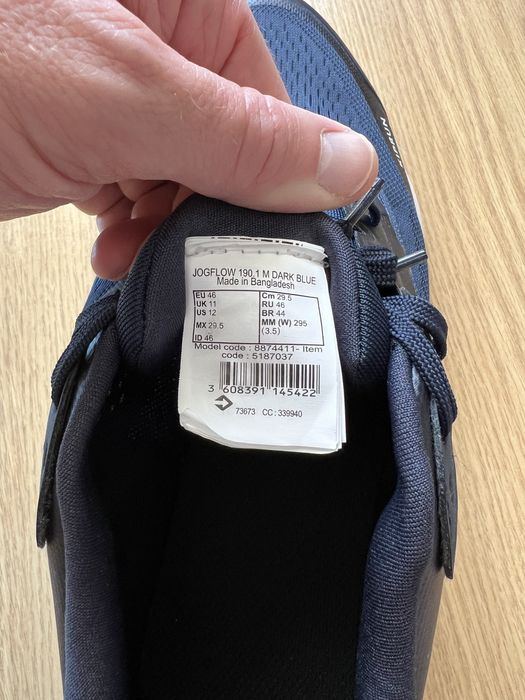 JOGFLOW 190.1 M DARK BLUE
Made in Bangladesh
EU 46 Cm 29.5
UK 11 RU 46
US 12 BR 44
MX 29.5 MM (W) 295
(3.5)
ID 46
Model code : 8874411- Item
code : 5187037
3 608391 145422
73673 CC : 339940